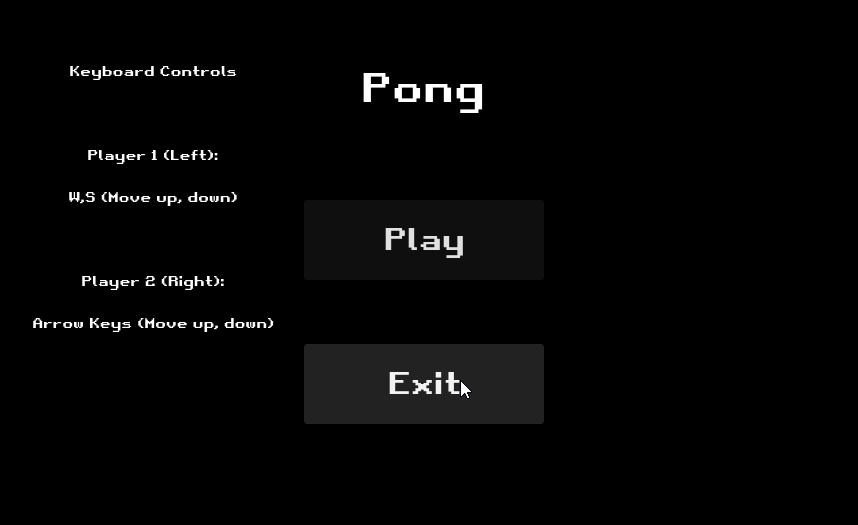 Keyboard Controls
Pong
Player 1 (Left):
W,S (Move up, down)
Play
Player 2 (Right):
Arrow Keys (Move up, down)
Exit